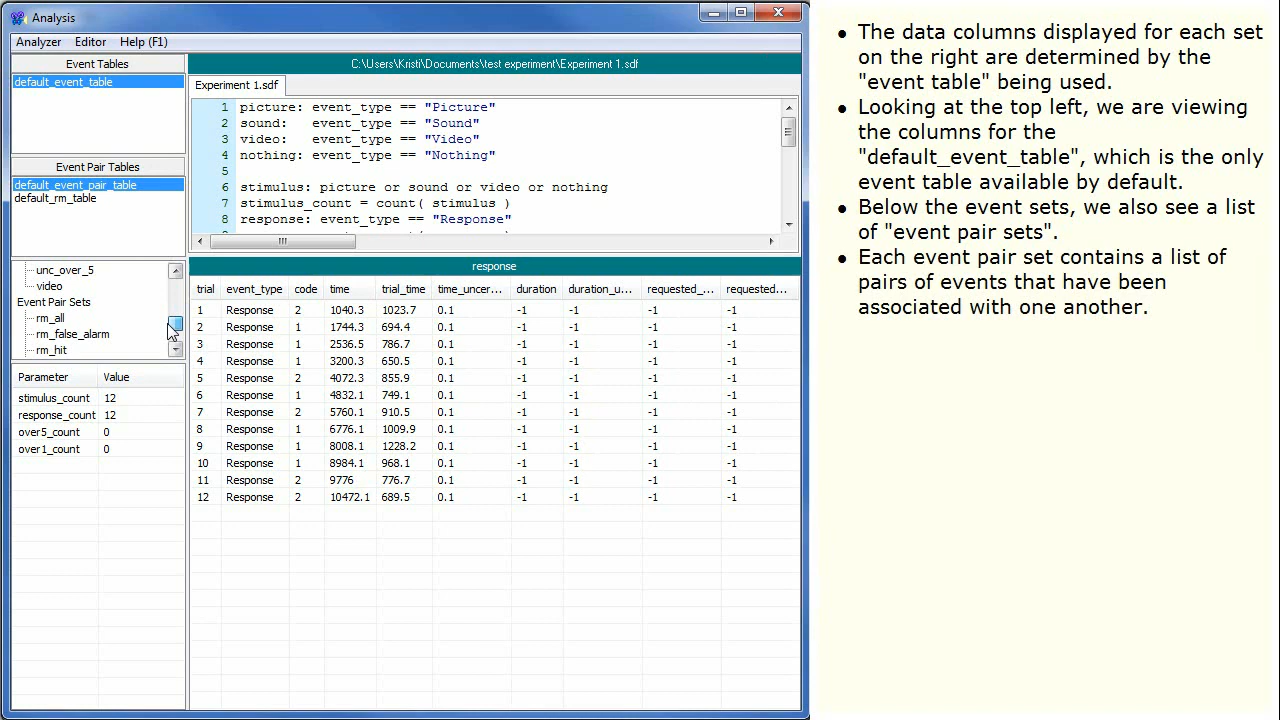 Analysis
Analyzer Editor Help (F1)
Event Tables
default_event_table
Event Pair Tables
default_event_pair_table
default_rm_table
unc_over_5
video
Event Pair Sets
rm_all
rm_false_alarm
rm_hit
Parameter Value
stimulus_count 12
response_count 12
over5_count 0
over1_count 0
C:\Users\Kristi\Documents\test experiment\Experiment 1.sdf
Experiment 1.sdf
1 picture: event_type == "Picture"
2 sound: event_type == "Sound"
3 video: event_type == "Video"
4 nothing: event_type == "Nothing"
5
6 stimulus: picture or sound or video or nothing
7 stimulus_count = count( stimulus )
8 response: event_type == "Response"
response
trial event_type code time trial_time time_uncer... duration duration_u... requested_... requested...
1 Response 2 1040.3 1023.7 0.1 -1 -1 -1 -1
2 Response 1 1744.3 694.4 0.1 -1 -1 -1 -1
3 Response 1 2536.5 786.7 0.1 -1 -1 -1 -1
4 Response 1 3200.3 650.5 0.1 -1 -1 -1 -1
5 Response 2 4072.3 855.9 0.1 -1 -1 -1 -1
6 Response 1 4832.1 749.1 0.1 -1 -1 -1 -1
7 Response 2 5760.1 910.5 0.1 -1 -1 -1 -1
8 Response 1 6776.1 1009.9 0.1 -1 -1 -1 -1
9 Response 1 8008.1 1228.2 0.1 -1 -1 -1 -1
10 Response 1 8984.1 968.1 0.1 -1 -1 -1 -1
11 Response 2 9776 776.7 0.1 -1 -1 -1 -1
12 Response 2 10472.1 689.5 0.1 -1 -1 -1 -1
• The data columns displayed for each set
on the right are determined by the
"event table" being used.
• Looking at the top left, we are viewing
the columns for the
"default_event_table", which is the only
event table available by default.
• Below the event sets, we also see a list
of "event pair sets".
• Each event pair set contains a list of
pairs of events that have been
associated with one another.